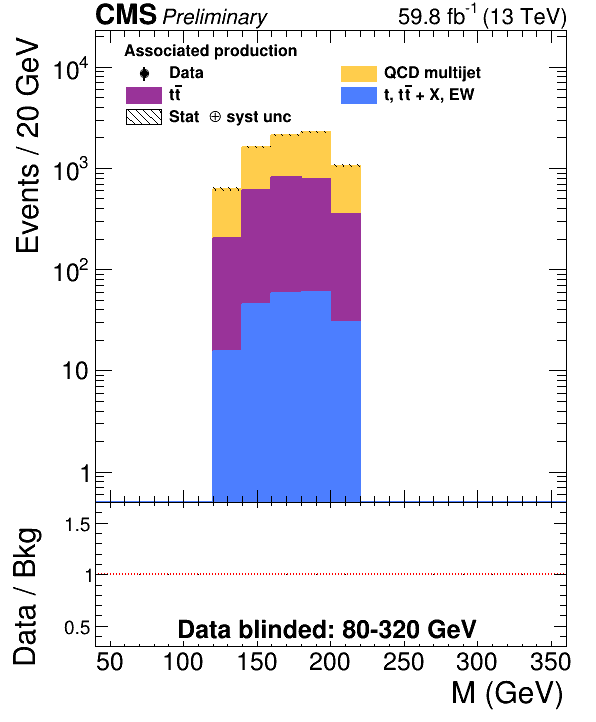 CMS Preliminary 59.8 fb⁻¹ (13 TeV)
Associated production
Data QCD multijet
tt̄ t, tt̄ + X, EW
Stat ⊕ syst unc
Events / 20 GeV
10⁴
10³
10²
10
1
Data / Bkg
1.5
1
0.5
Data blinded: 80-320 GeV
50 100 150 200 250 300 350
M (GeV)